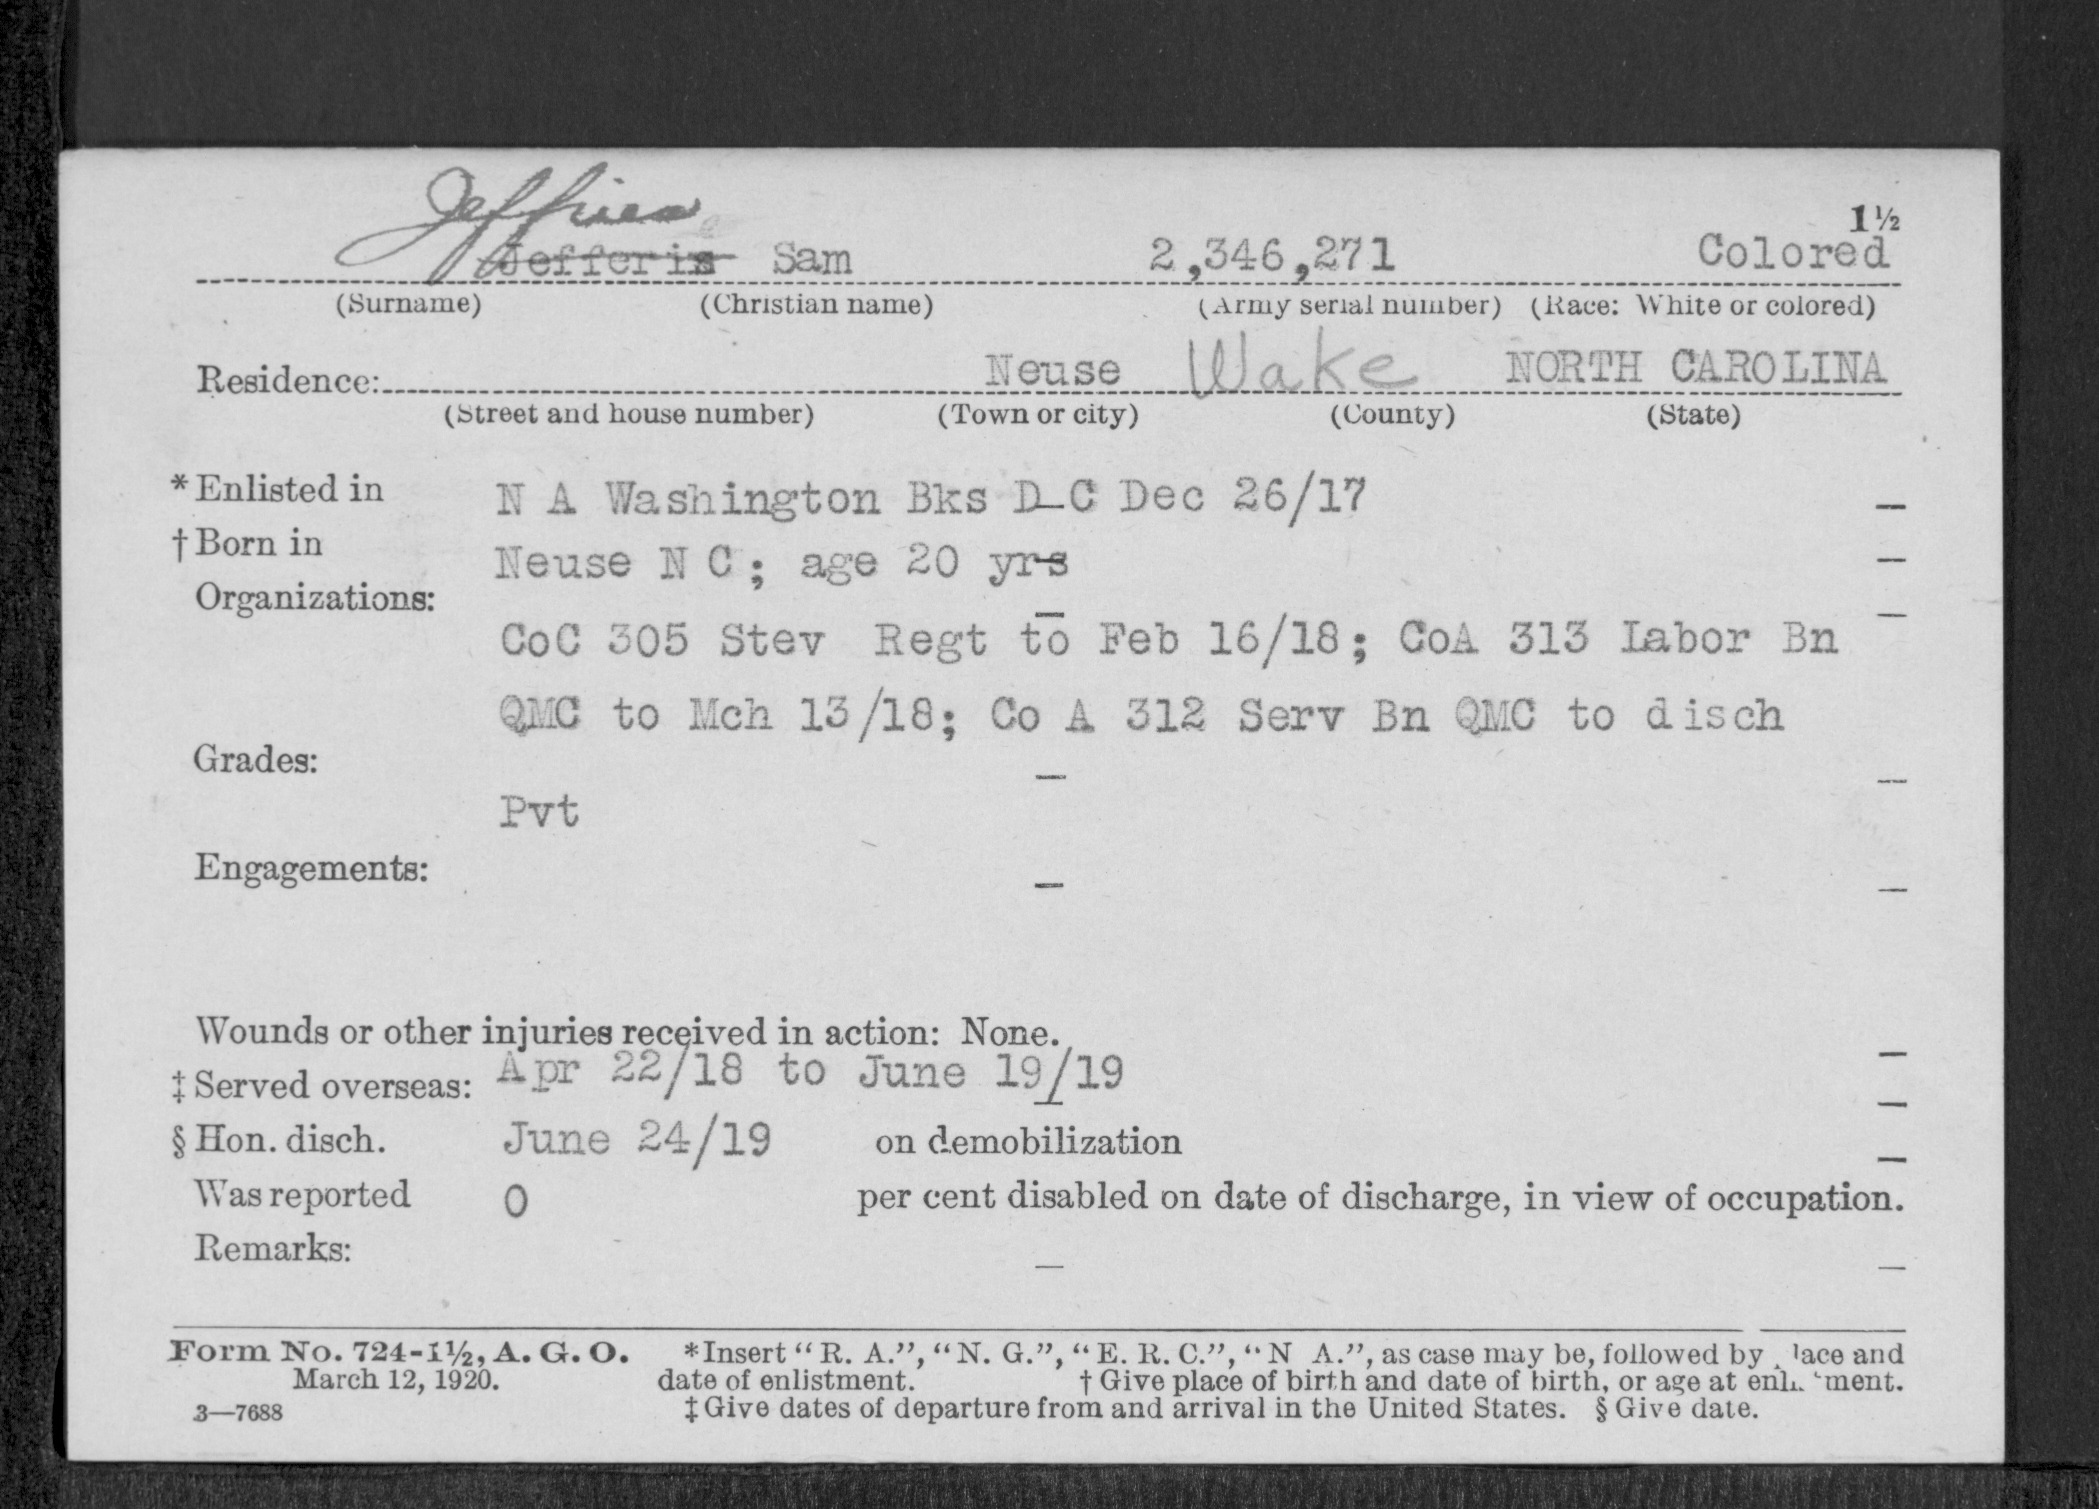 Jeffries
1½
Jefferis Sam 2,346,271 Colored
(Surname) (Christian name) (Army serial number) (Race: White or colored)
Residence: Neuse Wake NORTH CAROLINA
(Street and house number) (Town or city) (County) (State)
*Enlisted in N A Washington Bks D C Dec 26/17
†Born in Neuse N C; age 20 yrs
Organizations:
CoC 305 Stev Regt to Feb 16/18; CoA 313 Labor Bn
QMC to Mch 13/18; Co A 312 Serv Bn QMC to disch
Grades:
Pvt
Engagements:
Wounds or other injuries received in action: None.
‡Served overseas: Apr 22/18 to June 19/19
§Hon. disch. June 24/19 on demobilization
Was reported 0 per cent disabled on date of discharge, in view of occupation.
Remarks:
Form No. 724-1½, A. G. O. *Insert "R. A.", "N. G.", "E. R. C.", "N A.", as case may be, followed by lace and
March 12, 1920. date of enlistment. †Give place of birth and date of birth, or age at enl ment.
3—7688 ‡Give dates of departure from and arrival in the United States. §Give date.